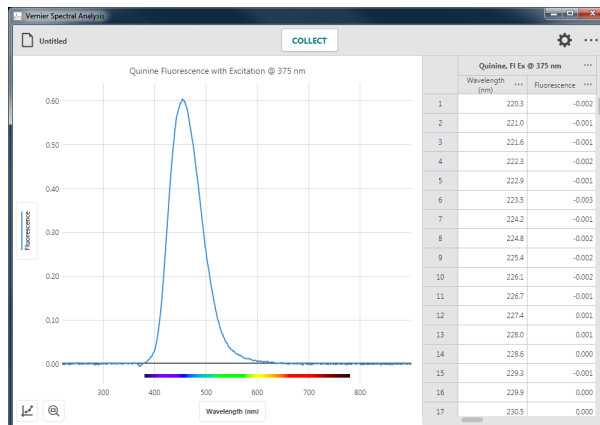 Vernier Spectral Analysis
Untitled
COLLECT
Quinine Fluorescence with Excitation @ 375 nm
0.60
0.50
0.40
0.30
0.20
0.10
0.00
Fluorescence
300 400 500 600 700 800
Wavelength (nm)
Quinine, Fl Ex @ 375 nm
Wavelength
(nm)
Fluorescence
1 220.3 -0.002
2 221.0 -0.001
3 221.6 -0.001
4 222.3 -0.002
5 222.9 -0.001
6 223.5 -0.003
7 224.2 -0.001
8 224.8 -0.002
9 225.4 -0.002
10 226.1 -0.002
11 226.7 -0.001
12 227.4 0.001
13 228.0 0.001
14 228.6 0.000
15 229.3 -0.001
16 229.9 0.000
17 230.5 0.000